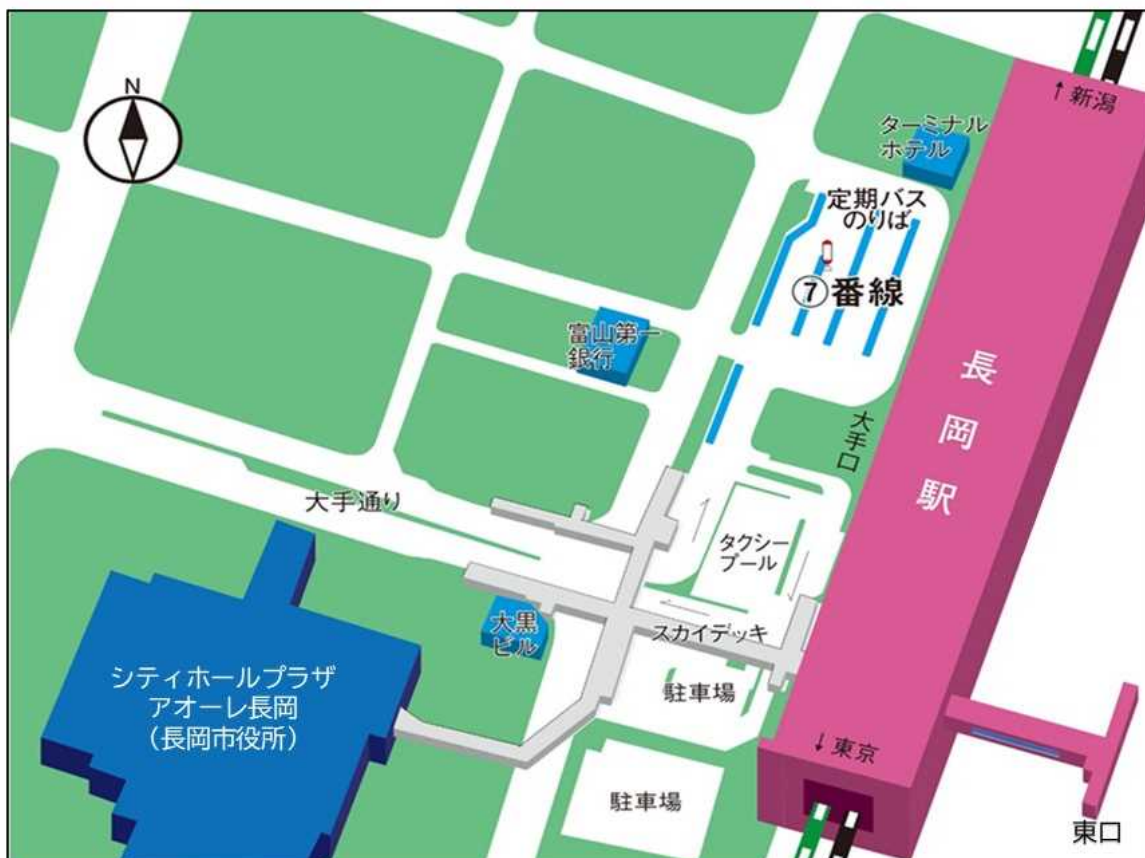 N
↑新潟
ターミナル
ホテル
定期バス
のりば
⑦番線
富山第一
銀行
長岡駅
大手口
大手通り
タクシー
プール
大黒
ビル
スカイデッキ
シティホールプラザ
アオーレ長岡
（長岡市役所）
駐車場
↓東京
駐車場
東口